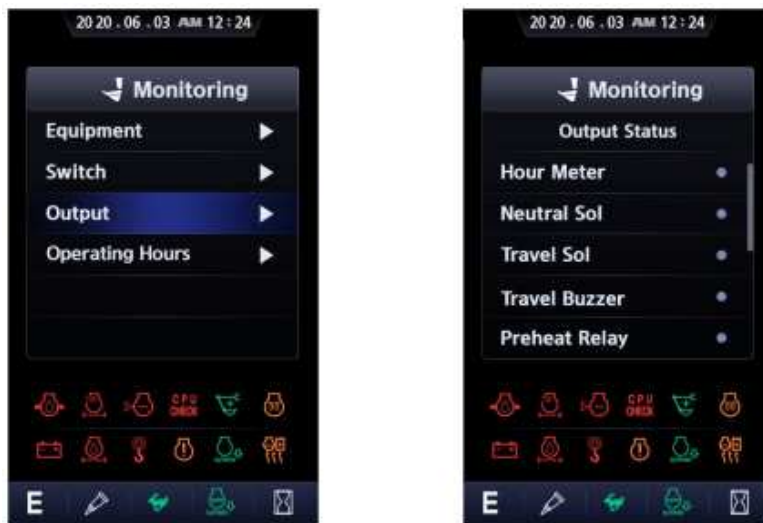 2020.06.03 AM 12:24
Monitoring
Equipment
Switch
Output
Operating Hours
CPU
CHECK
E
2020.06.03 AM 12:24
Monitoring
Output Status
Hour Meter
Neutral Sol
Travel Sol
Travel Buzzer
Preheat Relay
CPU
CHECK
E